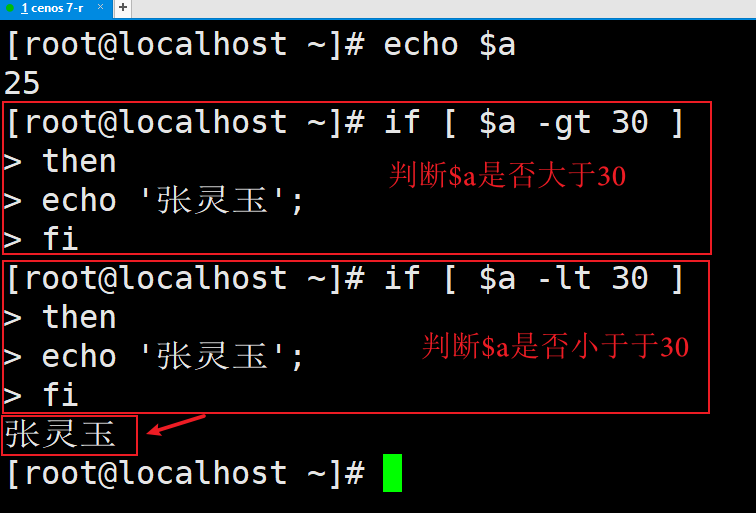 1 cenos 7-r × +
[root@localhost ~]# echo $a
25
[root@localhost ~]# if [ $a -gt 30 ]
> then
判断$a是否大于30
> echo '张灵玉';
> fi
[root@localhost ~]# if [ $a -lt 30 ]
> then
> echo '张灵玉';
判断$a是否小于于30
> fi
张灵玉
[root@localhost ~]#